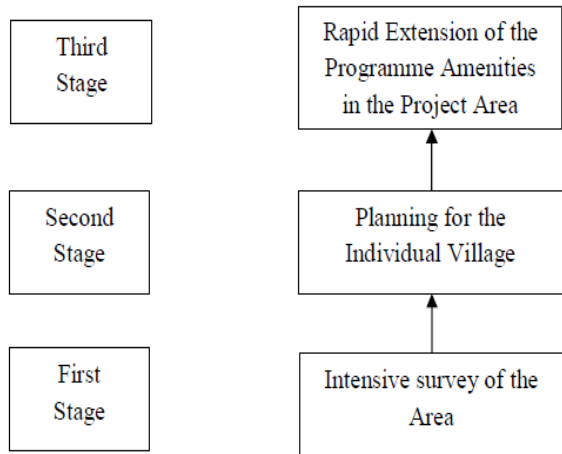 Third
Stage
Rapid Extension of the
Programme Amenities
in the Project Area
Second
Stage
Planning for the
Individual Village
First
Stage
Intensive survey of the
Area